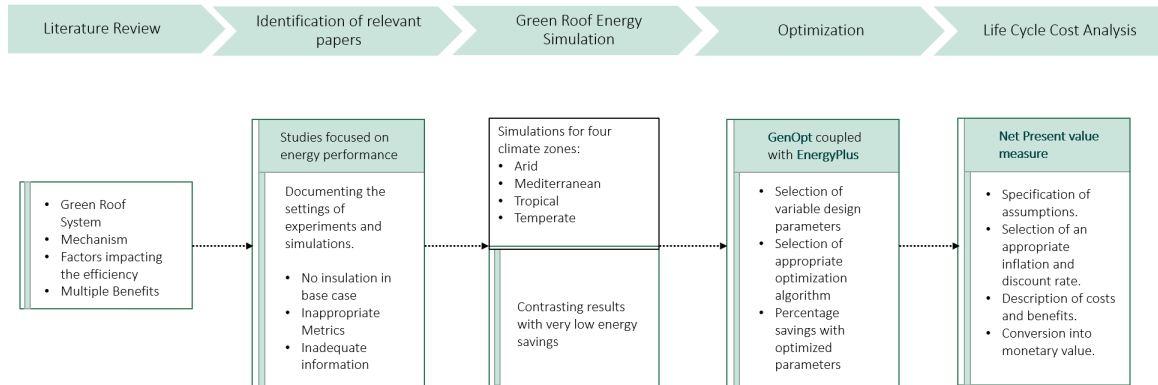 Literature Review
Identification of relevant
papers
Green Roof Energy
Simulation
Optimization
Life Cycle Cost Analysis
• Green Roof
System
• Mechanism
• Factors impacting
the efficiency
• Multiple Benefits
Studies focused on
energy performance
Documenting the
settings of
experiments and
simulations.
• No insulation in
base case
• Inappropriate
Metrics
• Inadequate
information
Simulations for four
climate zones:
• Arid
• Mediterranean
• Tropical
• Temperate
Contrasting results
with very low energy
savings
GenOpt coupled
with EnergyPlus
• Selection of
variable design
parameters
• Selection of
appropriate
optimization
algorithm
• Percentage
savings with
optimized
parameters
Net Present value
measure
• Specification of
assumptions.
• Selection of an
appropriate
inflation and
discount rate.
• Description of costs
and benefits.
• Conversion into
monetary value.